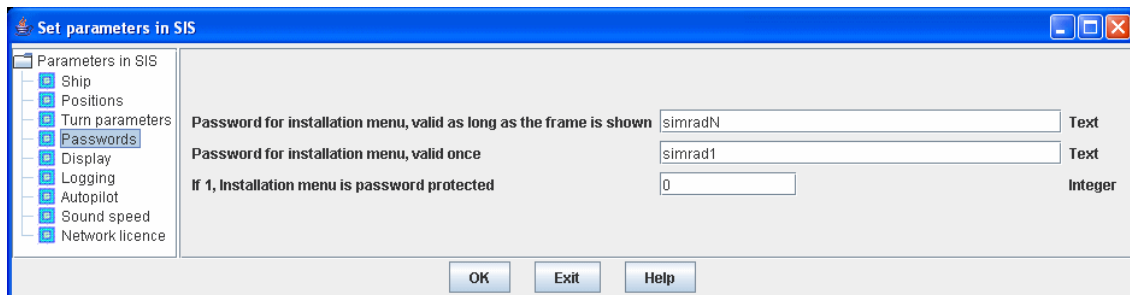 Set parameters in SIS
Parameters in SIS
Ship
Positions
Turn parameters
Passwords
Display
Logging
Autopilot
Sound speed
Network licence
Password for installation menu, valid as long as the frame is shown simradN Text
Password for installation menu, valid once simrad1 Text
If 1, Installation menu is password protected 0 Integer
OK Exit Help